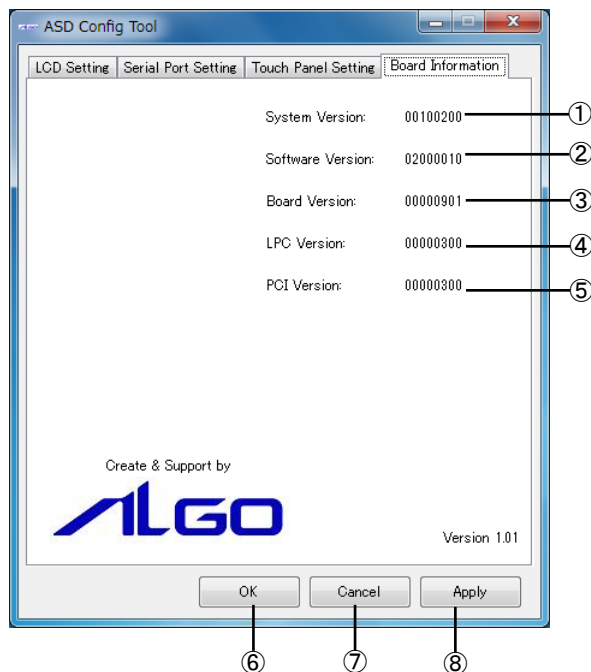 ASD Config Tool
LCD Setting Serial Port Setting Touch Panel Setting Board Information
System Version: 00100200 ①
Software Version: 02000010 ②
Board Version: 00000901 ③
LPC Version: 00000300 ④
PCI Version: 00000300 ⑤
Create & Support by
ALGO
Version 1.01
OK Cancel Apply
⑥ ⑦ ⑧